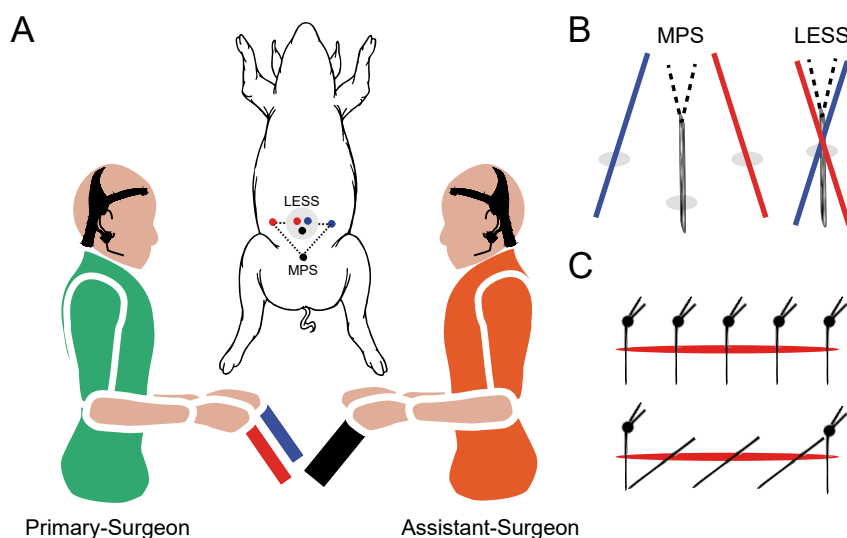 A
B
MPS
LESS
LESS
MPS
C
Primary-Surgeon
Assistant-Surgeon